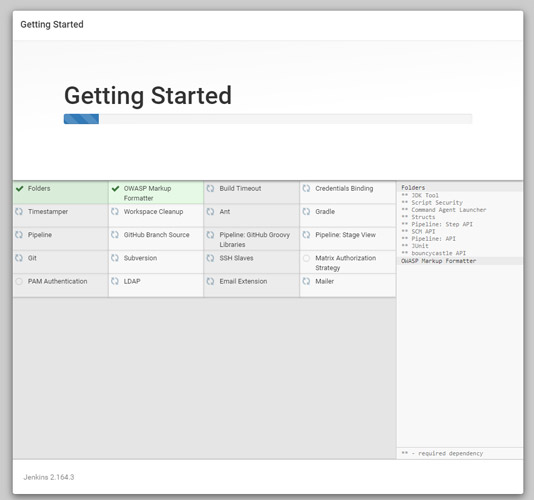 Getting Started
Getting Started
Folders
OWASP Markup Formatter
Build Timeout
Credentials Binding
Timestamper
Workspace Cleanup
Ant
Gradle
Pipeline
GitHub Branch Source
Pipeline: GitHub Groovy Libraries
Pipeline: Stage View
Git
Subversion
SSH Slaves
Matrix Authorization Strategy
PAM Authentication
LDAP
Email Extension
Mailer
Folders
** JDK Tool
** Script Security
** Command Agent Launcher
** Structs
** Pipeline: Step API
** SCM API
** Pipeline: API
** JUnit
** bouncycastle API
OWASP Markup Formatter
** - required dependency
Jenkins 2.164.3